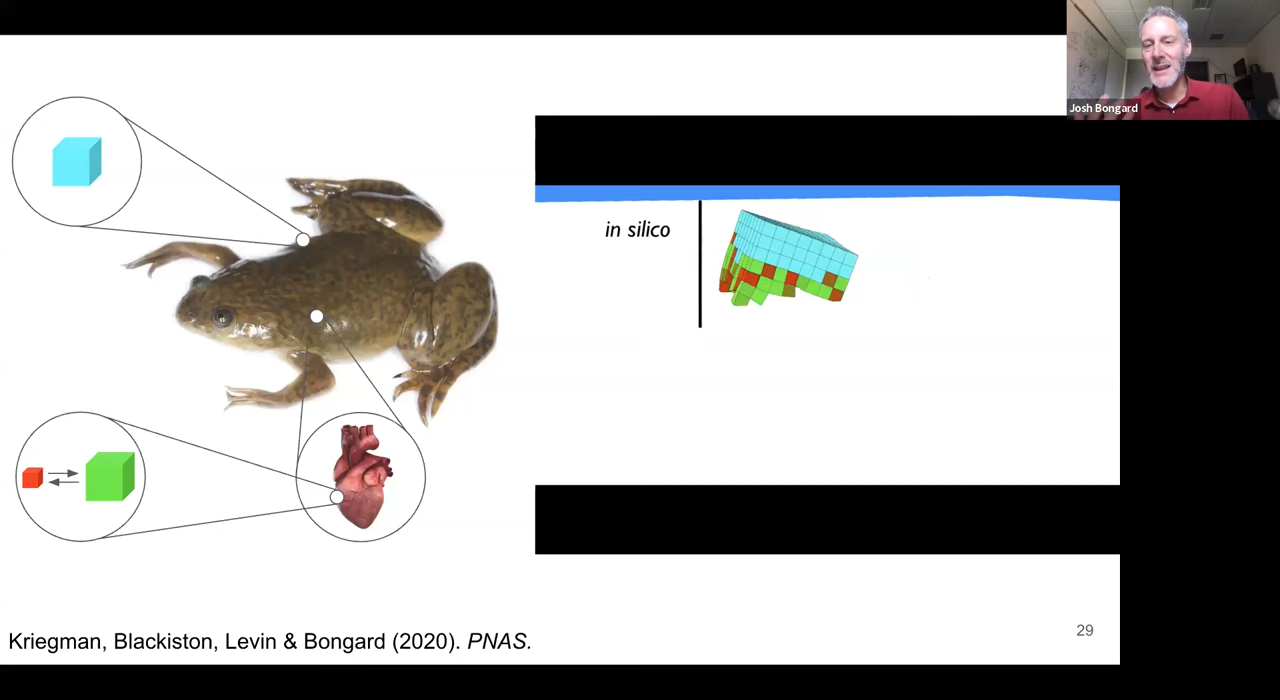 Josh Bongard
in silico
Kriegman, Blackiston, Levin & Bongard (2020). PNAS.
29